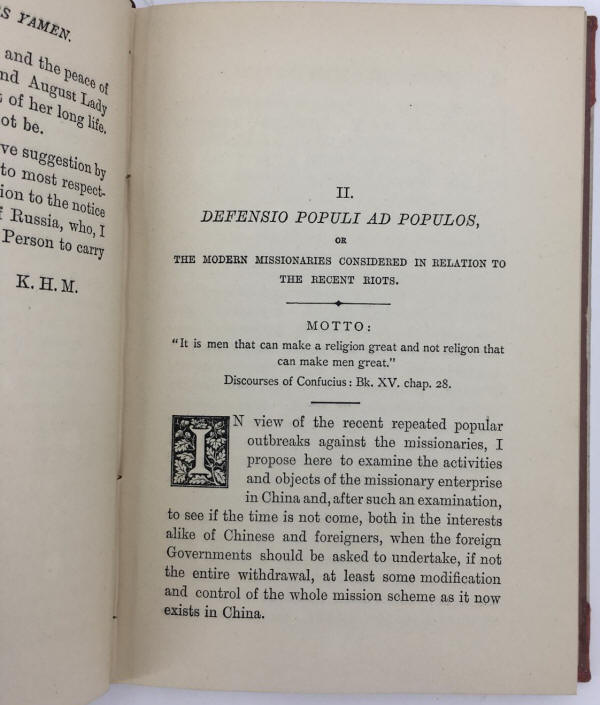 S YAMEN.
and the peace of
nd August Lady
of her long life.
ot be.
ve suggestion by
to most respect-
ion to the notice
f Russia, who, I
Person to carry
K. H. M.
II.
DEFENSIO POPULI AD POPULOS,
OR
THE MODERN MISSIONARIES CONSIDERED IN RELATION TO
THE RECENT RIOTS.
MOTTO:
"It is men that can make a religion great and not religon that
can make men great."
Discourses of Confucius: Bk. XV. chap. 28.
IN view of the recent repeated popular
outbreaks against the missionaries, I
propose here to examine the activities
and objects of the missionary enterprise
in China and, after such an examination,
to see if the time is not come, both in the interests
alike of Chinese and foreigners, when the foreign
Governments should be asked to undertake, if not
the entire withdrawal, at least some modification
and control of the whole mission scheme as it now
exists in China.